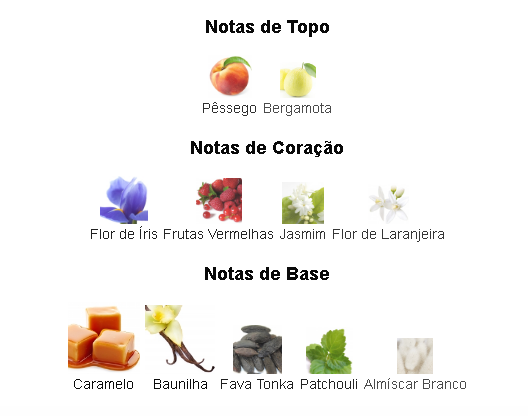 Notas de Topo
Pêssego Bergamota
Notas de Coração
Flor de Íris Frutas Vermelhas Jasmim Flor de Laranjeira
Notas de Base
Caramelo Baunilha Fava Tonka Patchouli Almíscar Branco